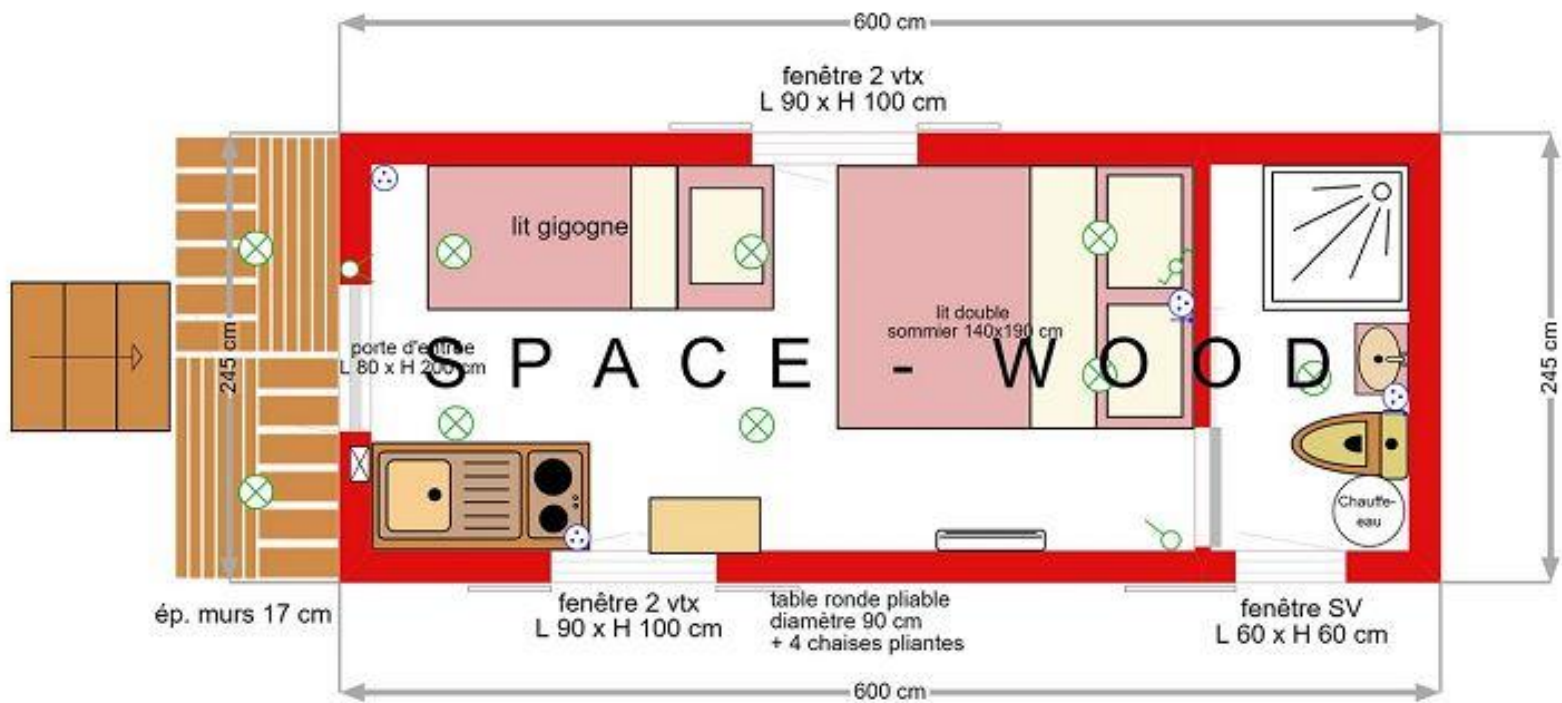 600 cm
fenêtre 2 vtx
L 90 x H 100 cm
lit gigogne
lit double
sommier 140x190 cm
porte d'entrée
L 80 x H 200 cm
SPACE - WOOD
245 cm
245 cm
Chauffe-
eau
ép. murs 17 cm
fenêtre 2 vtx
L 90 x H 100 cm
table ronde pliable
diamètre 90 cm
+ 4 chaises pliantes
fenêtre SV
L 60 x H 60 cm
600 cm